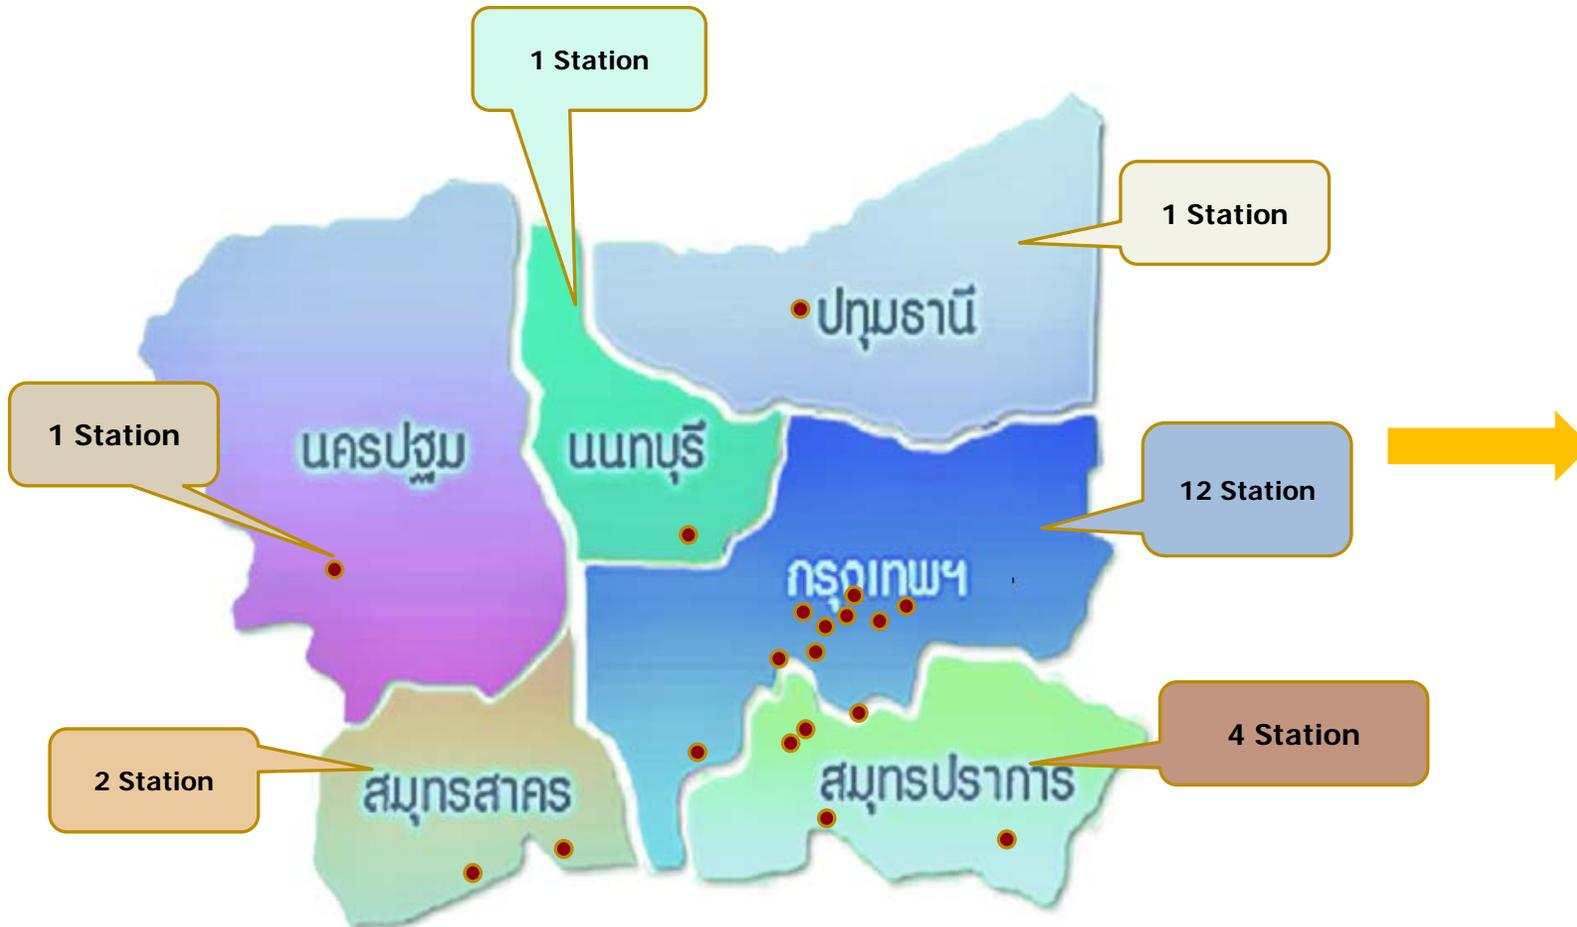 1 Station
1 Station
ปทุมธานี
1 Station
นครปฐม
นนทบุรี
12 Station
กรุงเทพฯ
4 Station
2 Station
สมุทรสาคร
สมุทรปราการ